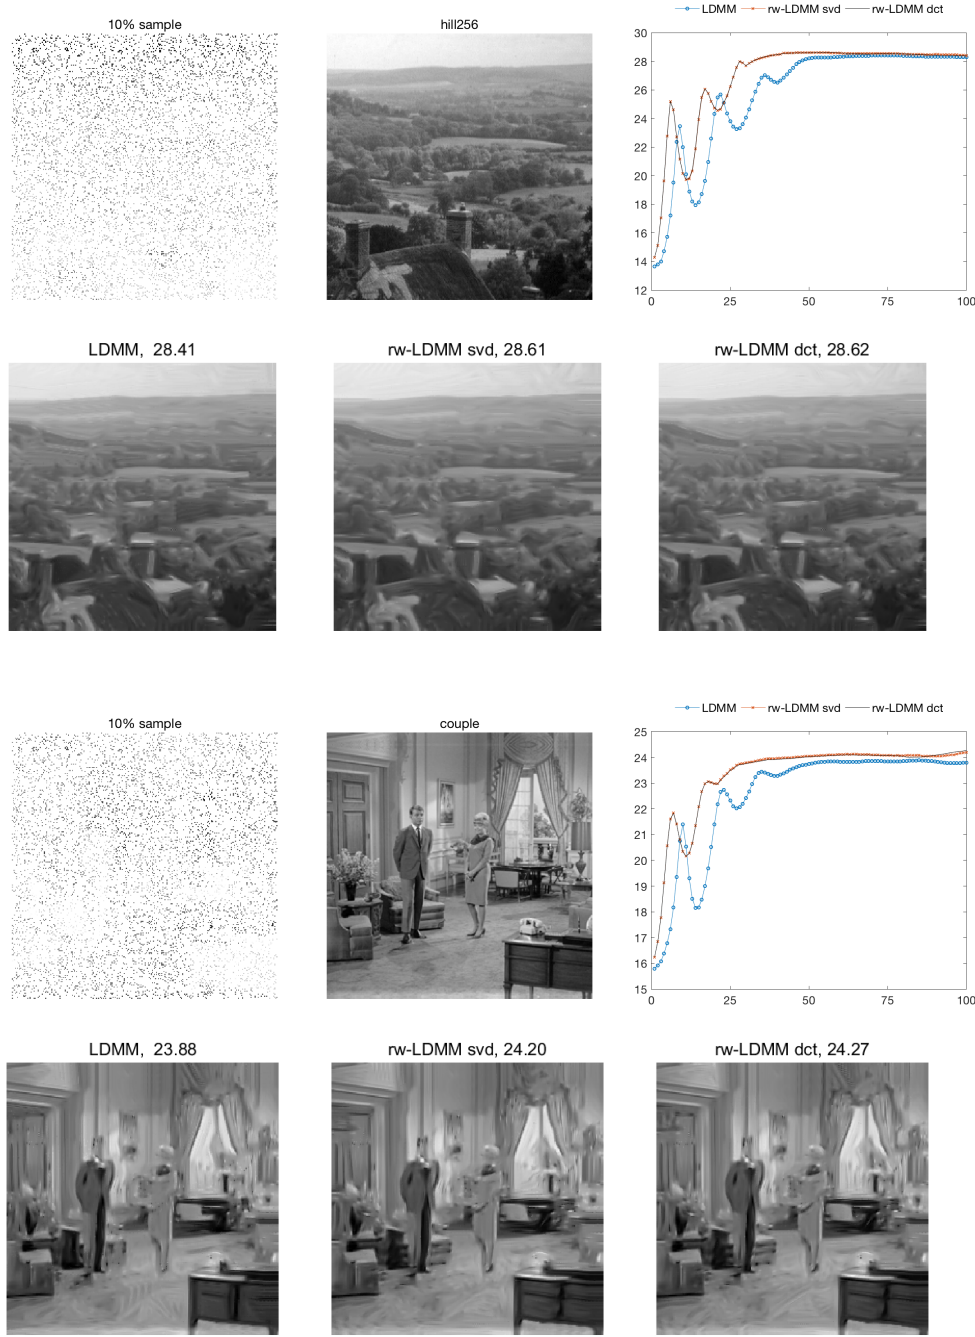 10% sample
hill256
LDMM rw-LDMM svd rw-LDMM dct
30
28
26
24
22
20
18
16
14
12
0 25 50 75 100
LDMM, 28.41
rw-LDMM svd, 28.61
rw-LDMM dct, 28.62
10% sample
couple
LDMM rw-LDMM svd rw-LDMM dct
25
24
23
22
21
20
19
18
17
16
15
0 25 50 75 100
LDMM, 23.88
rw-LDMM svd, 24.20
rw-LDMM dct, 24.27